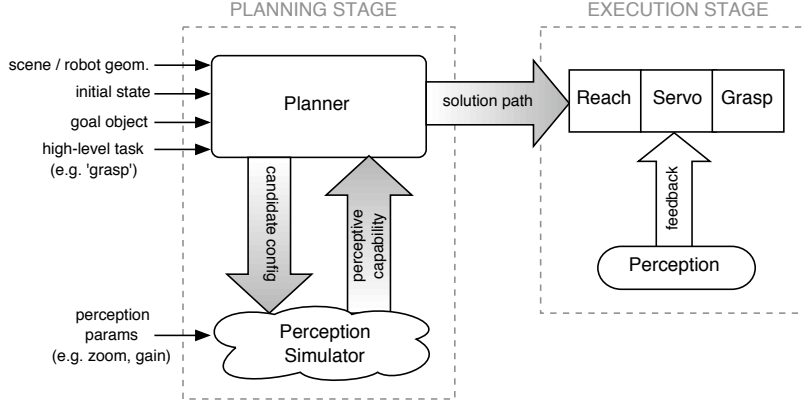 PLANNING STAGE
EXECUTION STAGE
scene / robot geom.
initial state
goal object
high-level task
(e.g. 'grasp')
Planner
solution path
Reach
Servo
Grasp
candidate config
perceptive
capability
feedback
Perception
perception
params
(e.g. zoom, gain)
Perception
Simulator